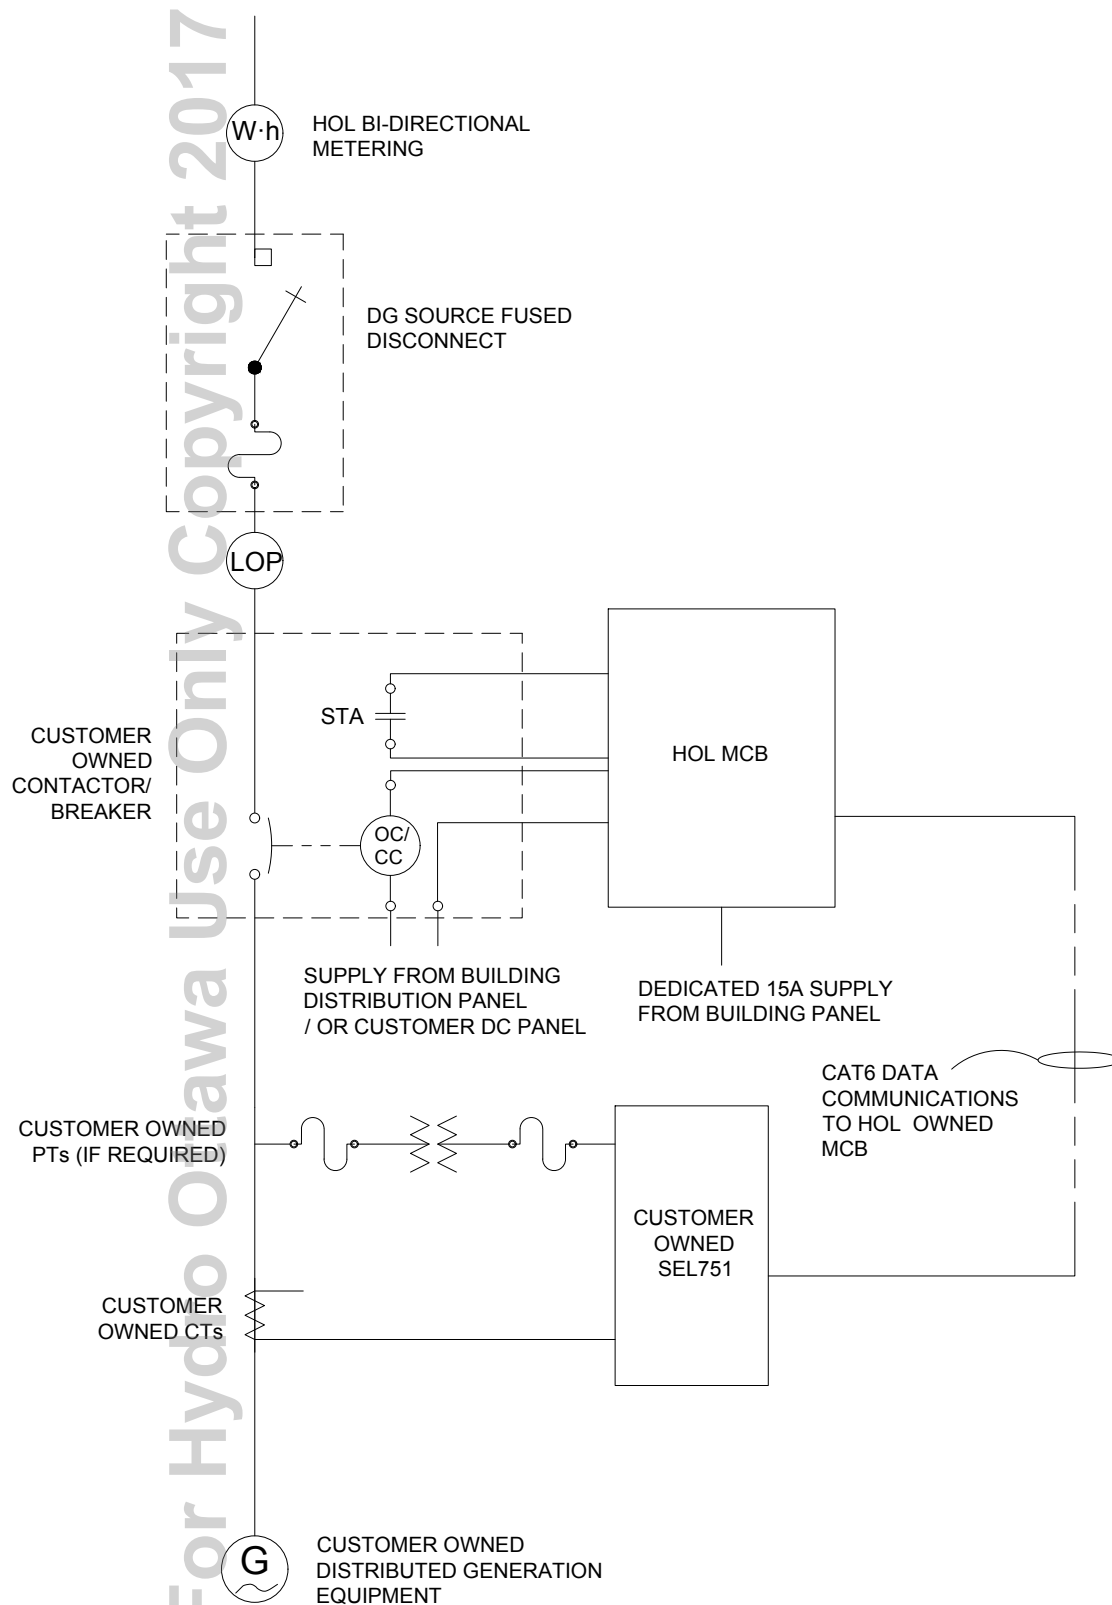 For Hydro Ottawa Use Only Copyright 2017
W·h
HOL BI-DIRECTIONAL
METERING
DG SOURCE FUSED
DISCONNECT
LOP
CUSTOMER
OWNED
CONTACTOR/
BREAKER
STA
OC/
CC
HOL MCB
SUPPLY FROM BUILDING
DISTRIBUTION PANEL
/ OR CUSTOMER DC PANEL
DEDICATED 15A SUPPLY
FROM BUILDING PANEL
CAT6 DATA
COMMUNICATIONS
TO HOL OWNED
MCB
CUSTOMER OWNED
PTs (IF REQUIRED)
CUSTOMER
OWNED
SEL751
CUSTOMER
OWNED CTs
G
CUSTOMER OWNED
DISTRIBUTED GENERATION
EQUIPMENT